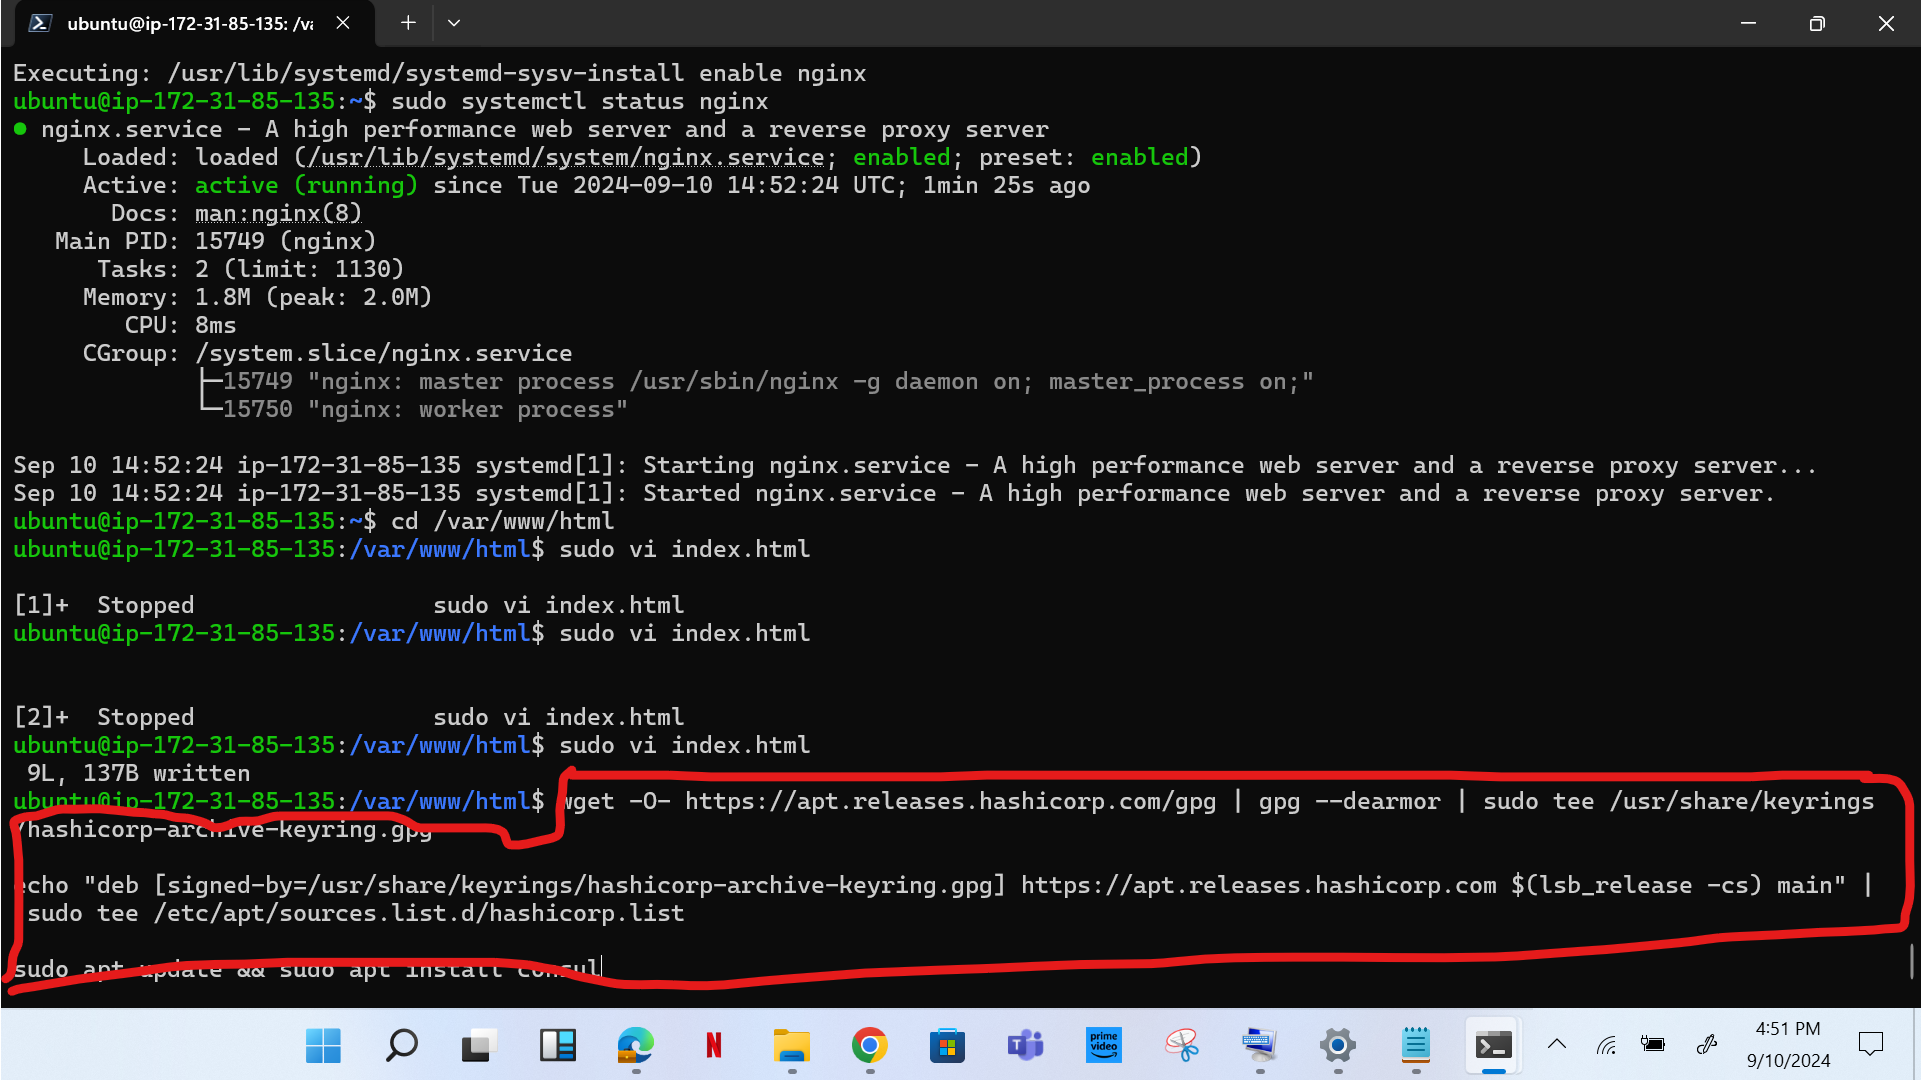 ubuntu@ip-172-31-85-135: /va
Executing: /usr/lib/systemd/systemd-sysv-install enable nginx
ubuntu@ip-172-31-85-135:~$ sudo systemctl status nginx
● nginx.service - A high performance web server and a reverse proxy server
Loaded: loaded (/usr/lib/systemd/system/nginx.service; enabled; preset: enabled)
Active: active (running) since Tue 2024-09-10 14:52:24 UTC; 1min 25s ago
Docs: man:nginx(8)
Main PID: 15749 (nginx)
Tasks: 2 (limit: 1130)
Memory: 1.8M (peak: 2.0M)
CPU: 8ms
CGroup: /system.slice/nginx.service
├─15749 "nginx: master process /usr/sbin/nginx -g daemon on; master_process on;"
└─15750 "nginx: worker process"
Sep 10 14:52:24 ip-172-31-85-135 systemd[1]: Starting nginx.service - A high performance web server and a reverse proxy server...
Sep 10 14:52:24 ip-172-31-85-135 systemd[1]: Started nginx.service - A high performance web server and a reverse proxy server.
ubuntu@ip-172-31-85-135:~$ cd /var/www/html
ubuntu@ip-172-31-85-135:/var/www/html$ sudo vi index.html
[1]+  Stopped                 sudo vi index.html
ubuntu@ip-172-31-85-135:/var/www/html$ sudo vi index.html
[2]+  Stopped                 sudo vi index.html
ubuntu@ip-172-31-85-135:/var/www/html$ sudo vi index.html
9L, 137B written
ubuntu@ip-172-31-85-135:/var/www/html$ wget -O- https://apt.releases.hashicorp.com/gpg | gpg --dearmor | sudo tee /usr/share/keyrings
/hashicorp-archive-keyring.gpg
echo "deb [signed-by=/usr/share/keyrings/hashicorp-archive-keyring.gpg] https://apt.releases.hashicorp.com $(lsb_release -cs) main" |
sudo tee /etc/apt/sources.list.d/hashicorp.list
sudo apt update && sudo apt install consul
N
T
prime video
4:51 PM
9/10/2024